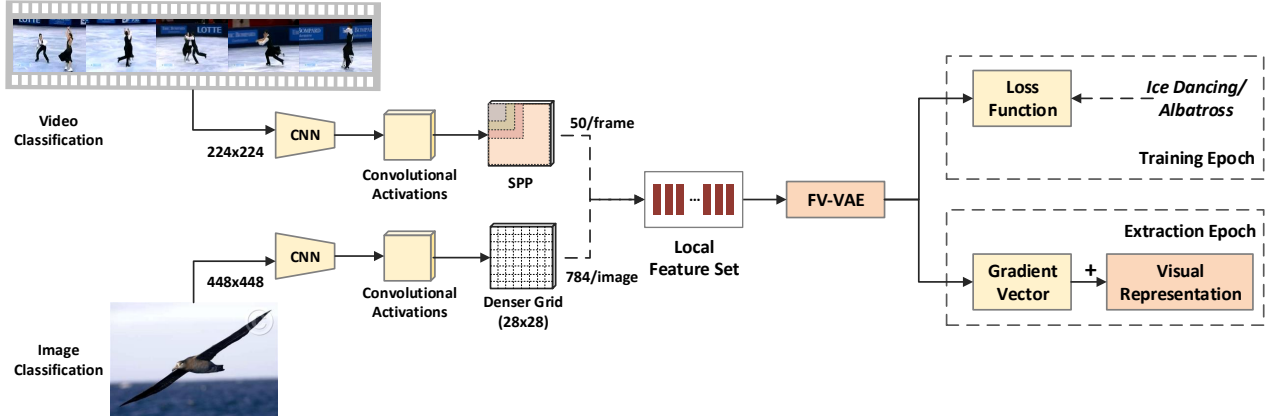 LOTTE
LOTTE
BOMPARD
Video
Classification
224x224
CNN
Convolutional
Activations
SPP
50/frame
Image
Classification
448x448
CNN
Convolutional
Activations
Denser Grid
(28x28)
784/image
...
Local
Feature Set
FV-VAE
Loss
Function
Ice Dancing/
Albatross
Training Epoch
Extraction Epoch
Gradient
Vector
+
Visual
Representation
©